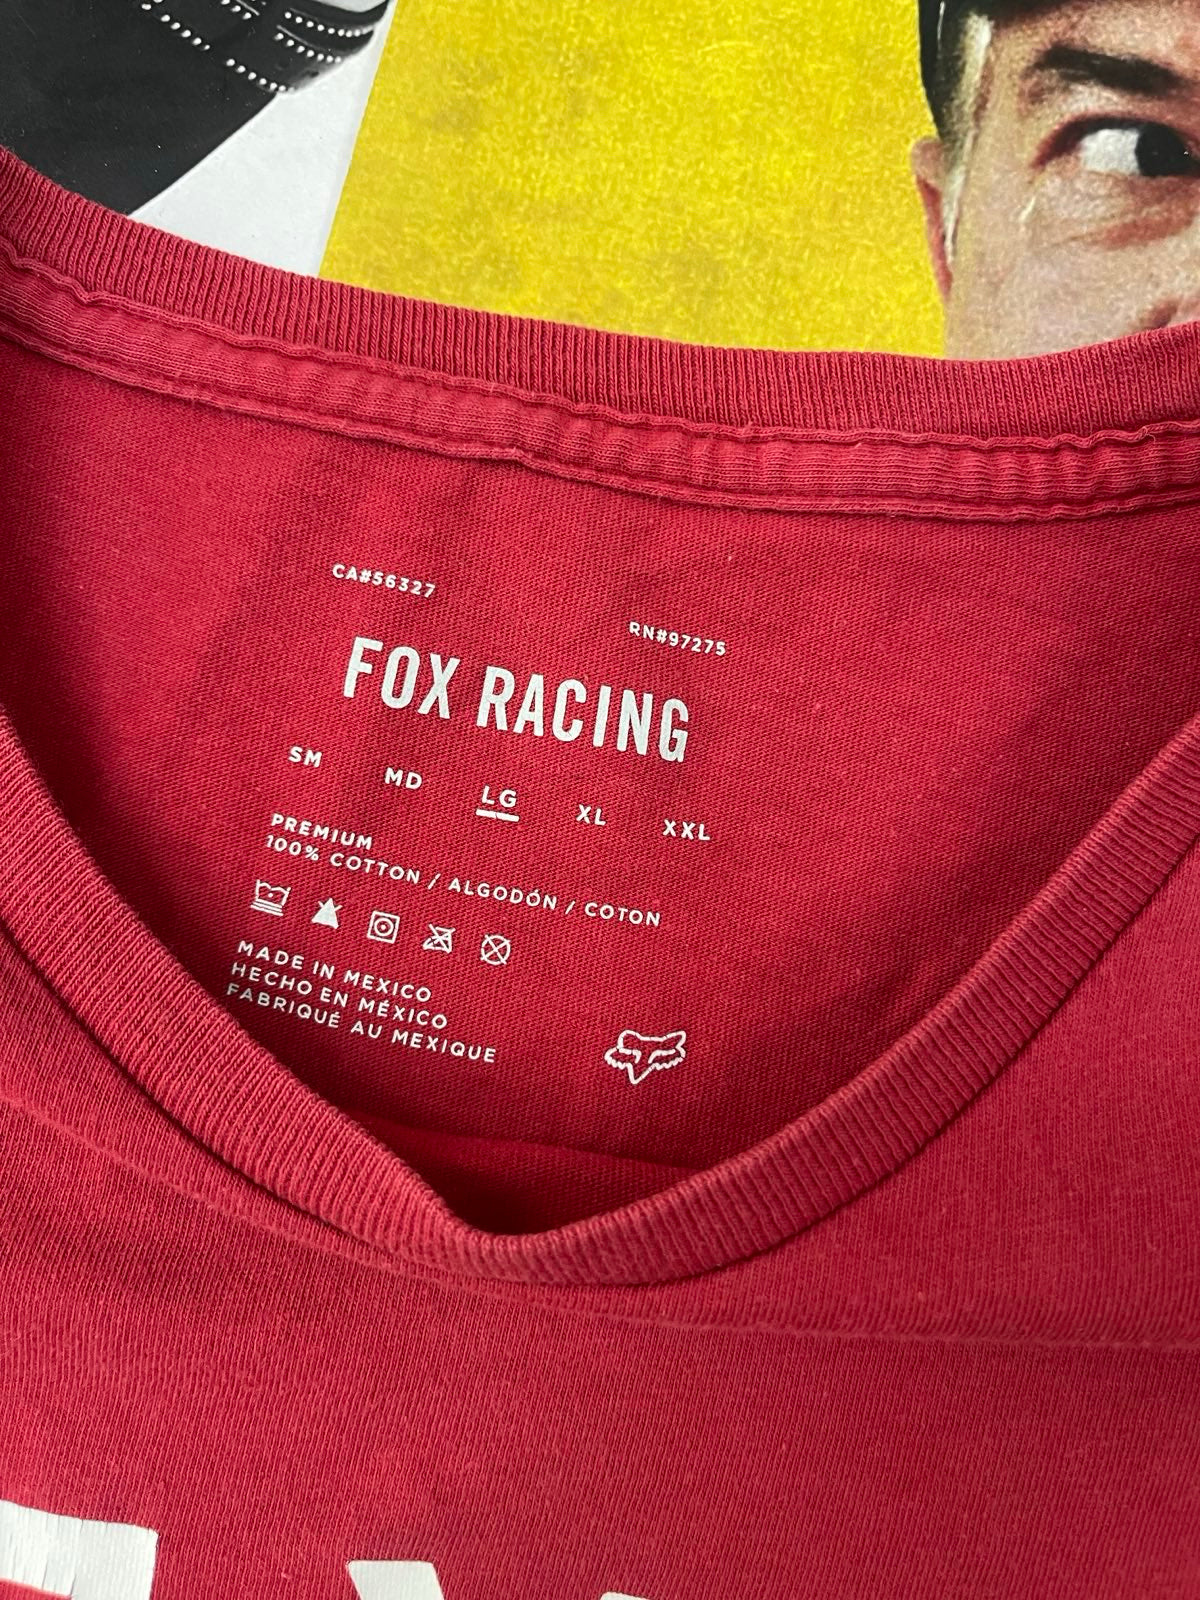 CA#56327
RN#97275
FOX RACING
SM MD LG XL XXL
PREMIUM
100% COTTON / ALGODÓN / COTON
MADE IN MEXICO
HECHO EN MÉXICO
FABRIQUÉ AU MEXIQUE